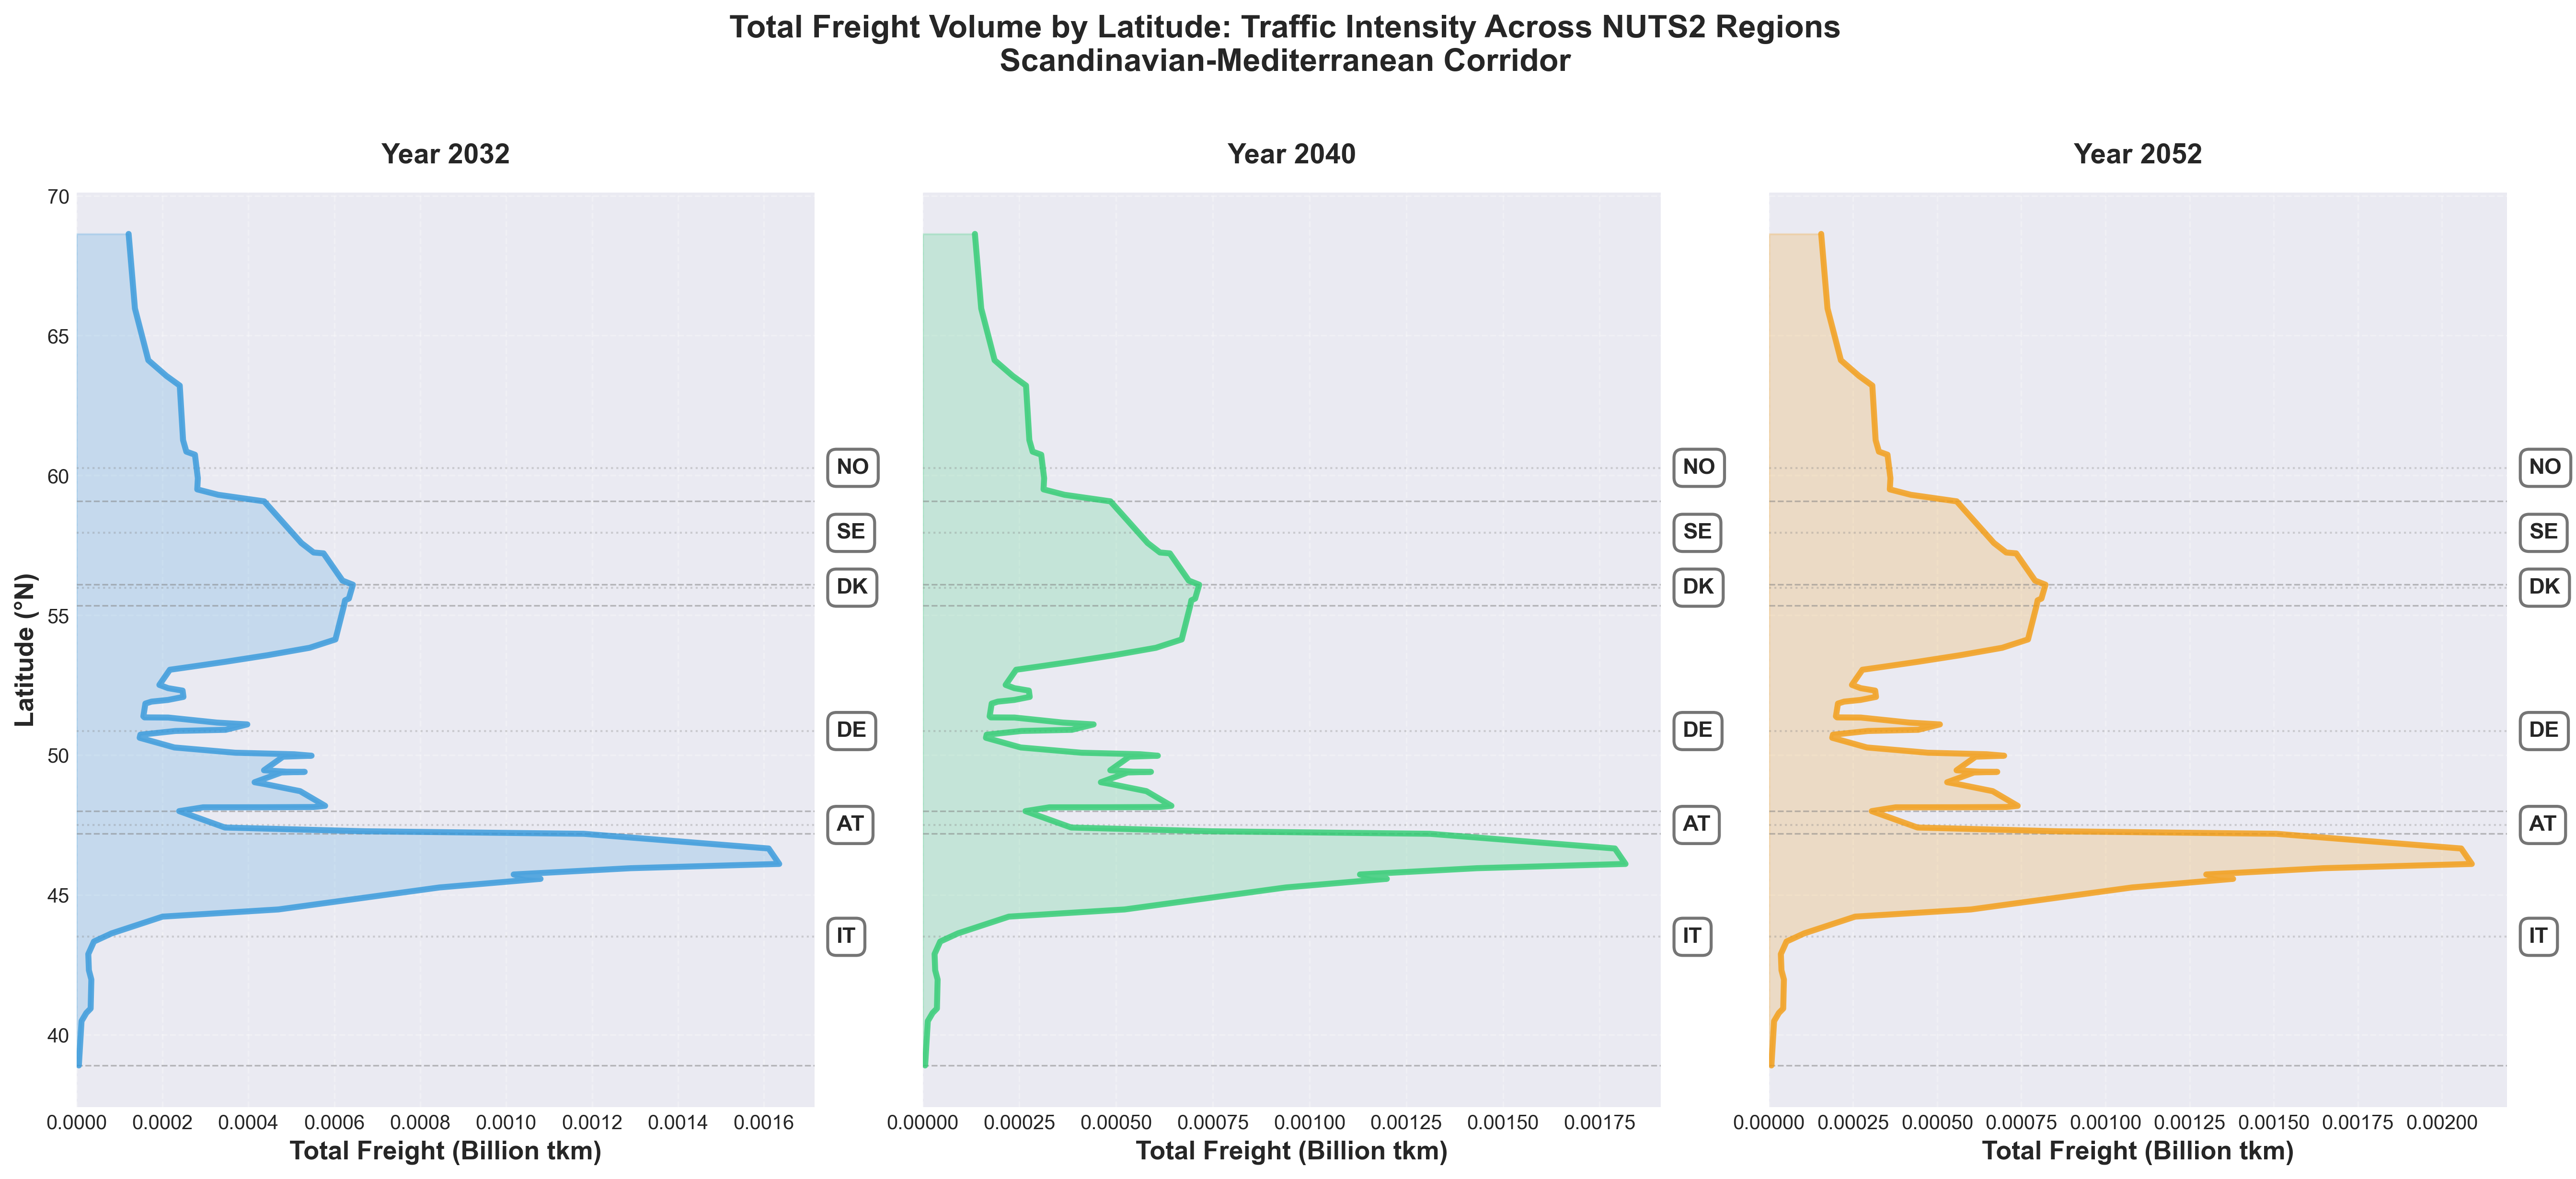 Total Freight Volume by Latitude: Traffic Intensity Across NUTS2 Regions
Scandinavian-Mediterranean Corridor
Year 2032
Year 2040
Year 2052
Latitude (°N)
70
65
60
55
50
45
40
NO
SE
DK
DE
AT
IT
NO
SE
DK
DE
AT
IT
NO
SE
DK
DE
AT
IT
0.0000 0.0002 0.0004 0.0006 0.0008 0.0010 0.0012 0.0014 0.0016
0.00000 0.00025 0.00050 0.00075 0.00100 0.00125 0.00150 0.00175
0.00000 0.00025 0.00050 0.00075 0.00100 0.00125 0.00150 0.00175 0.00200
Total Freight (Billion tkm)
Total Freight (Billion tkm)
Total Freight (Billion tkm)